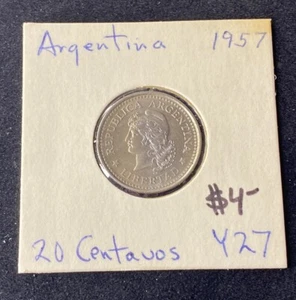 Argentina 1957
REPUBLICA ARGENTINA
LIBERTAD
$4-
20 Centavos Y27